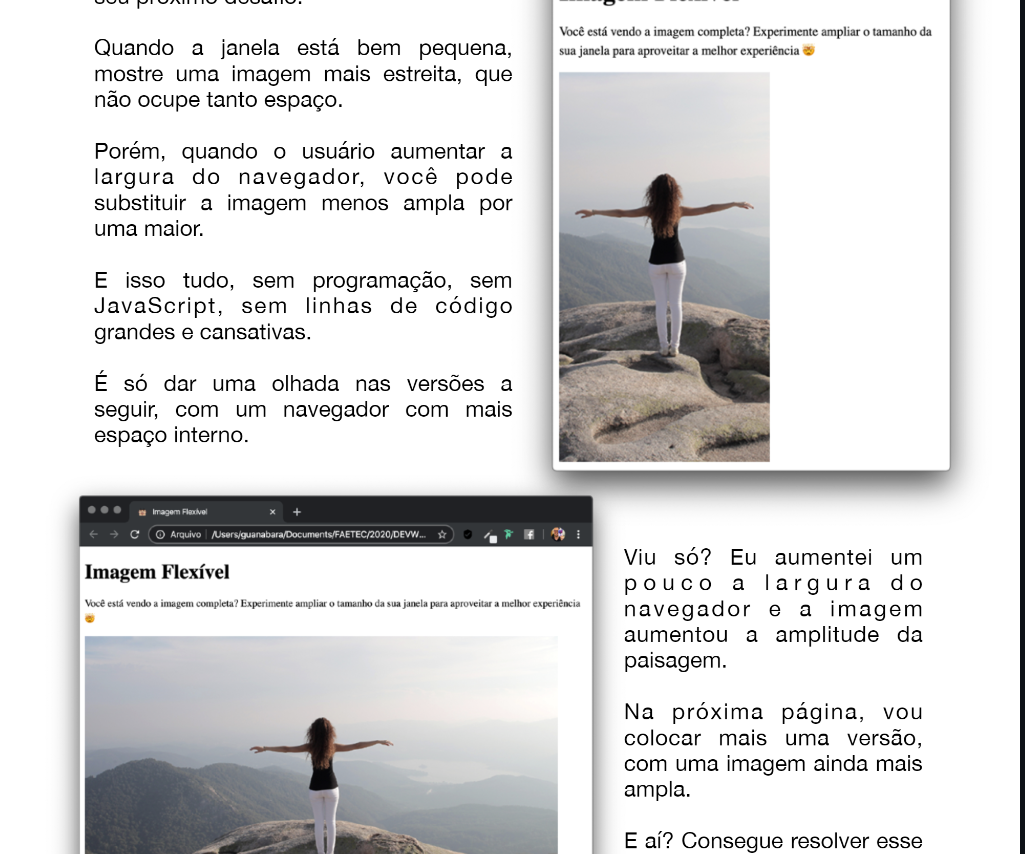 seu próximo desafio.
Quando a janela está bem pequena,
mostre uma imagem mais estreita, que
não ocupe tanto espaço.
Porém, quando o usuário aumentar a
largura do navegador, você pode
substituir a imagem menos ampla por
uma maior.
E isso tudo, sem programação, sem
JavaScript, sem linhas de código
grandes e cansativas.
É só dar uma olhada nas versões a
seguir, com um navegador com mais
espaço interno.
Imagem Flexível
Você está vendo a imagem completa? Experimente ampliar o tamanho da
sua janela para aproveitar a melhor experiência 🤯
Imagem Flexível
Arquivo | /Users/guanabara/Documents/FAETEC/2020/DEVW...
Imagem Flexível
Você está vendo a imagem completa? Experimente ampliar o tamanho da sua janela para aproveitar a melhor experiência
🤯
Viu só? Eu aumentei um
pouco a largura do
navegador e a imagem
aumentou a amplitude da
paisagem.
Na próxima página, vou
colocar mais uma versão,
com uma imagem ainda mais
ampla.
E aí? Consegue resolver esse